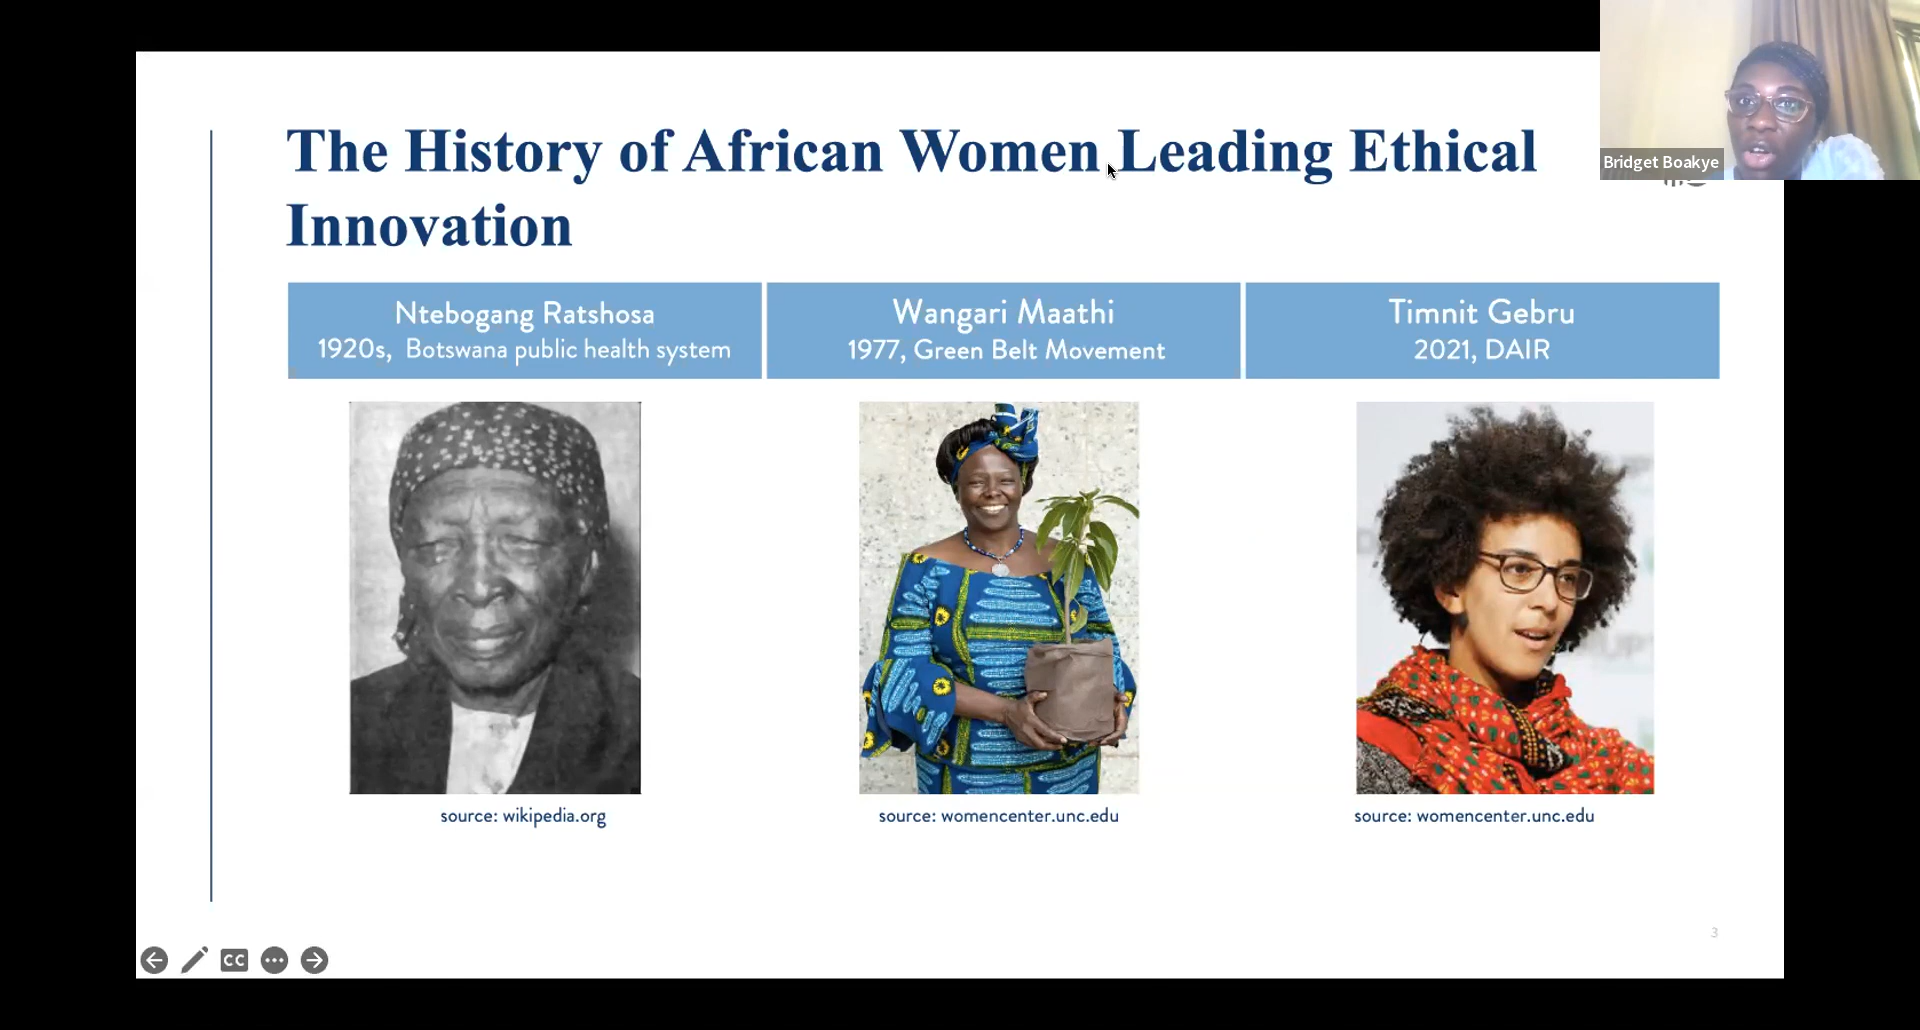 The History of African Women Leading Ethical
Innovation
Bridget Boakye
Ntebogang Ratshosa
1920s, Botswana public health system
Wangari Maathi
1977, Green Belt Movement
Timnit Gebru
2021, DAIR
source: wikipedia.org
source: womencenter.unc.edu
source: womencenter.unc.edu
3
CC